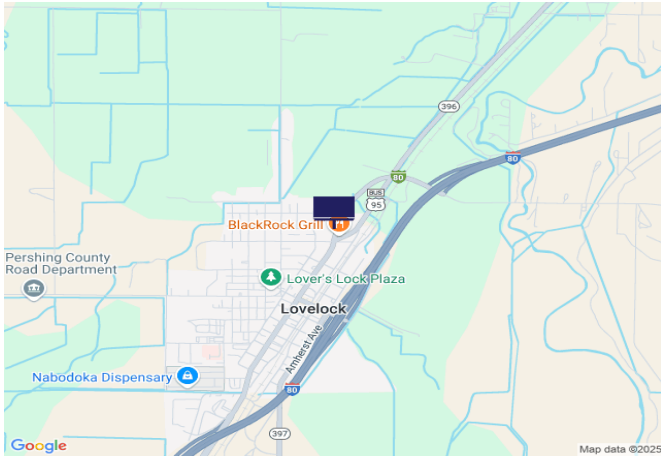 396
80
80
BUS
95
BlackRock Grill
Pershing County
Road Department
Lover's Lock Plaza
Lovelock
Amherst Ave
Nabodoka Dispensary
80
397
Google
Map data ©2025